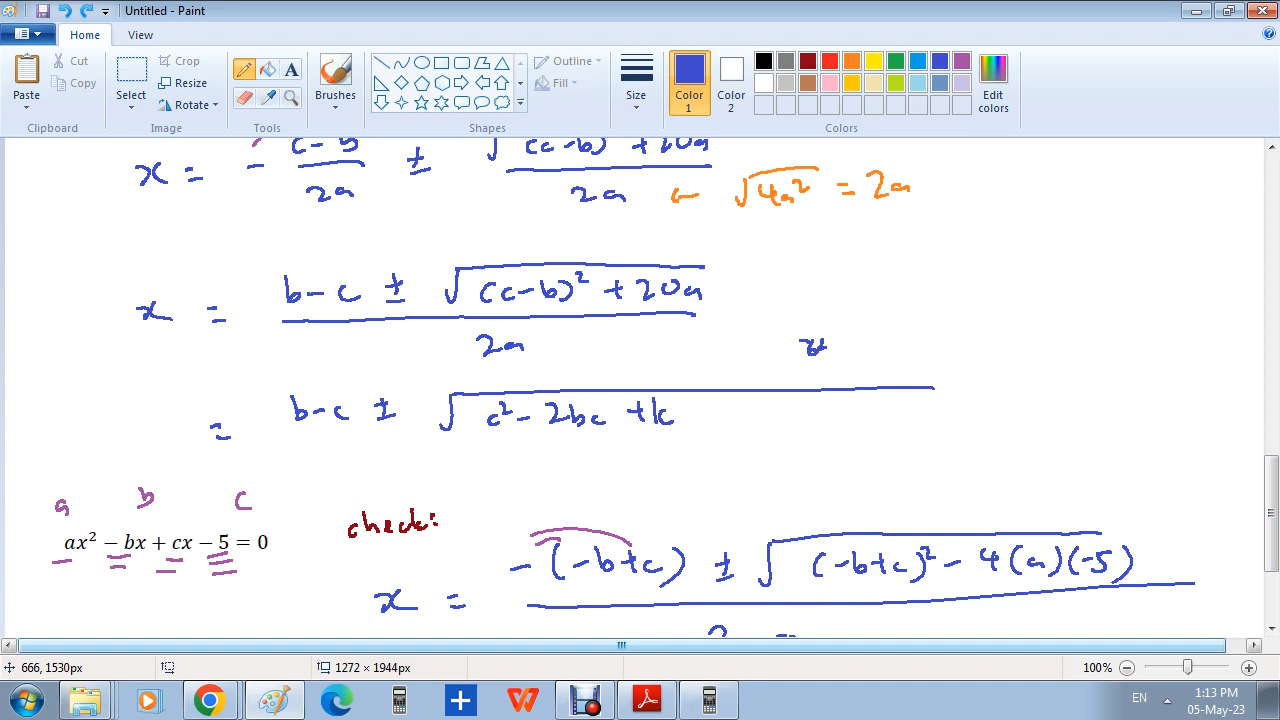 Untitled - Paint
Home View
Paste Cut Copy Select Crop Resize Rotate Brushes Outline Fill Size Color 1 Color 2 Edit colors
Clipboard Image Tools Shapes Colors
x = - (c-b)/2a ± √(c-b) + 20a / 2a
√4a² = 2a
x = b-c ± √(c-b)² + 20a / 2a
= b-c ± √c² - 2bc +
a b c
ax² − bx + cx − 5 = 0
check:
x = -(-b+c) ± √(-b+c)² - 4(a)(-5)
666, 1530px 1272 × 1944px 100%
EN 1:13 PM
05-May-23